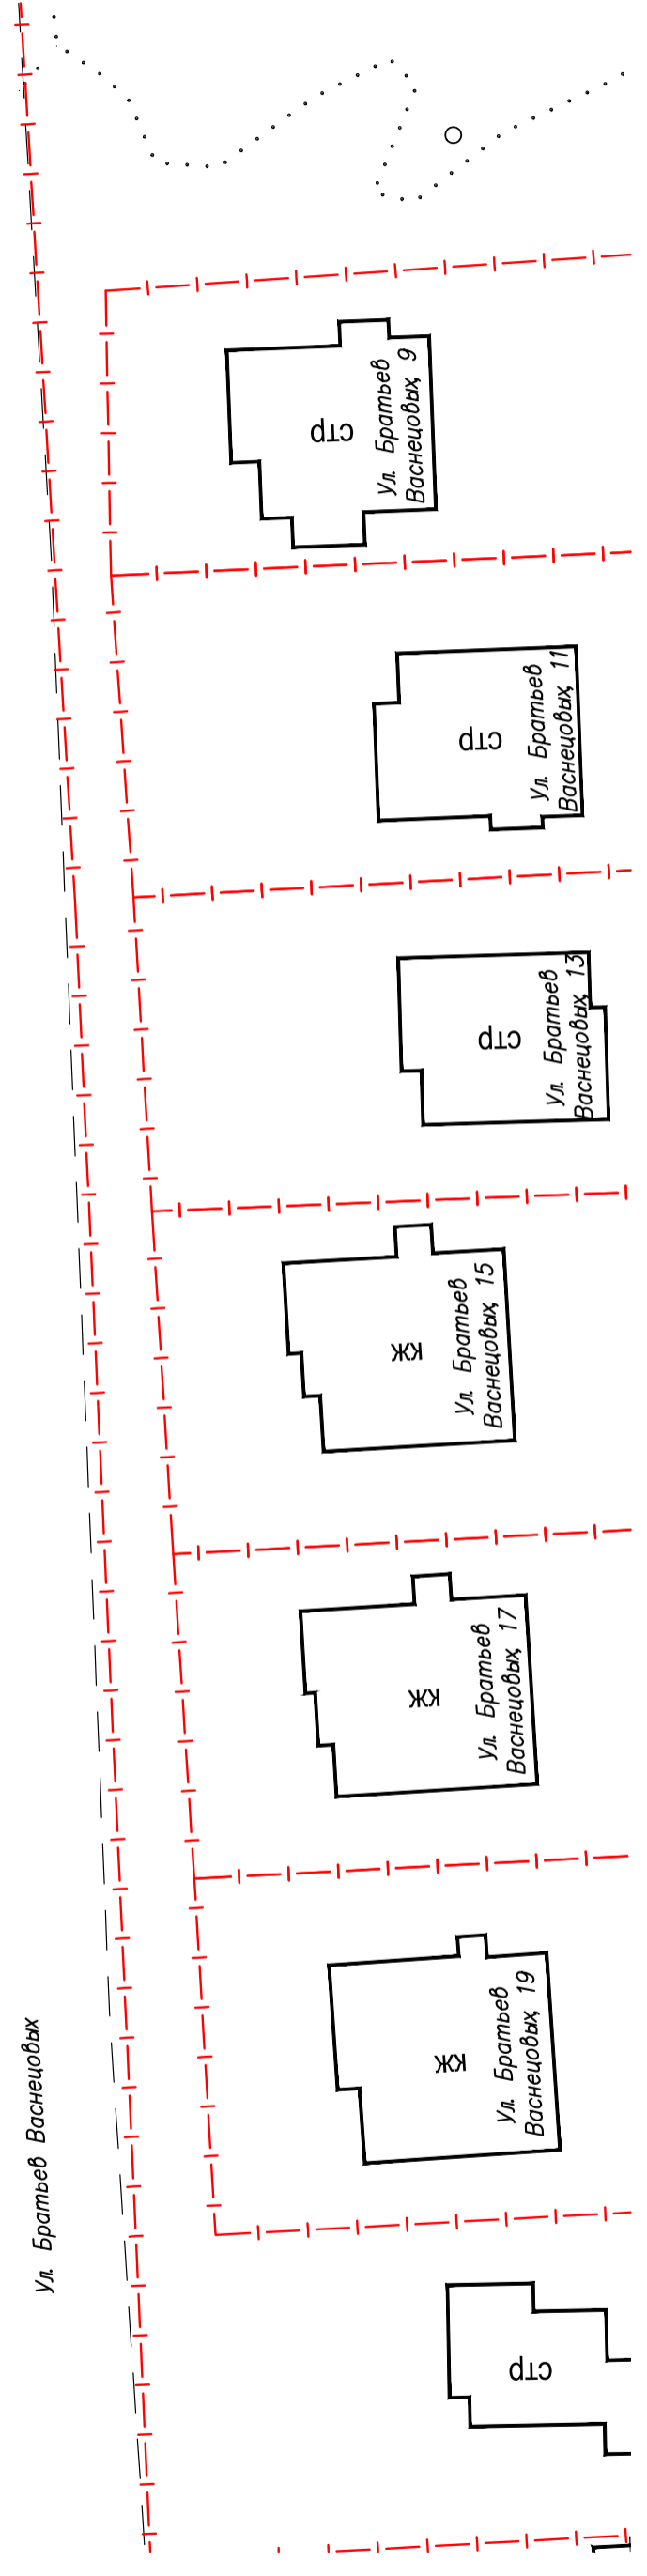 стр
Ул. Братьев
Васнецовых, 9
стр
Ул. Братьев
Васнецовых, 11
стр
Ул. Братьев
Васнецовых, 13
кж
Ул. Братьев
Васнецовых, 15
кж
Ул. Братьев
Васнецовых, 17
кж
Ул. Братьев
Васнецовых, 19
Ул. Братьев Васнецовых
стр